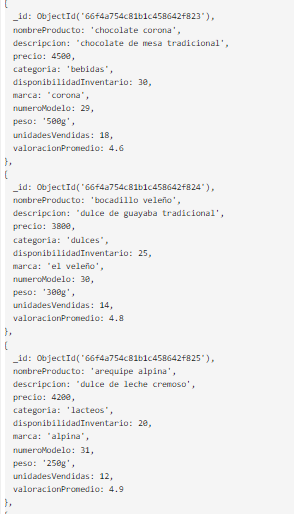 {
_id: ObjectId('66f4a754c81b1c458642f823'),
nombreProducto: 'chocolate corona',
descripcion: 'chocolate de mesa tradicional',
precio: 4500,
categoria: 'bebidas',
disponibilidadInventario: 30,
marca: 'corona',
numeroModelo: 29,
peso: '500g',
unidadesVendidas: 18,
valoracionPromedio: 4.6
},
{
_id: ObjectId('66f4a754c81b1c458642f824'),
nombreProducto: 'bocadillo veleño',
descripcion: 'dulce de guayaba tradicional',
precio: 3800,
categoria: 'dulces',
disponibilidadInventario: 25,
marca: 'el veleño',
numeroModelo: 30,
peso: '300g',
unidadesVendidas: 14,
valoracionPromedio: 4.8
},
{
_id: ObjectId('66f4a754c81b1c458642f825'),
nombreProducto: 'arequipe alpina',
descripcion: 'dulce de leche cremoso',
precio: 4200,
categoria: 'lacteos',
disponibilidadInventario: 20,
marca: 'alpina',
numeroModelo: 31,
peso: '250g',
unidadesVendidas: 12,
valoracionPromedio: 4.9
},